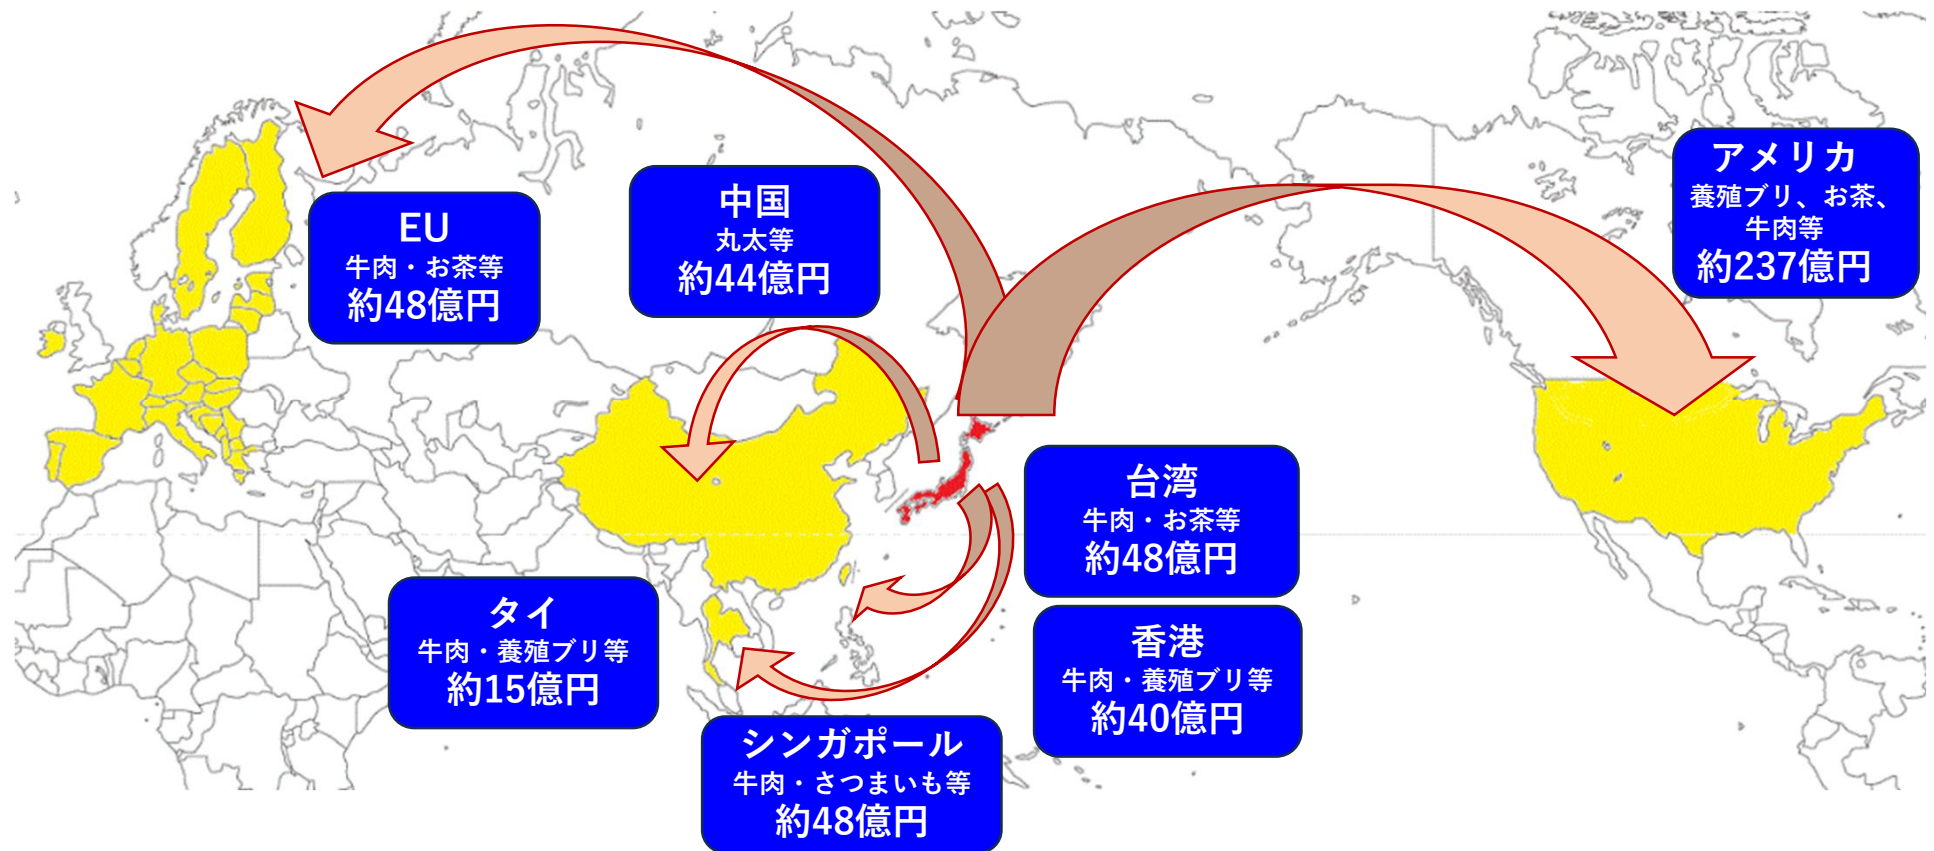 EU
牛肉・お茶等
約48億円
中国
丸太等
約44億円
アメリカ
養殖ブリ、お茶、
牛肉等
約237億円
台湾
牛肉・お茶等
約48億円
タイ
牛肉・養殖ブリ等
約15億円
香港
牛肉・養殖ブリ等
約40億円
シンガポール
牛肉・さつまいも等
約48億円